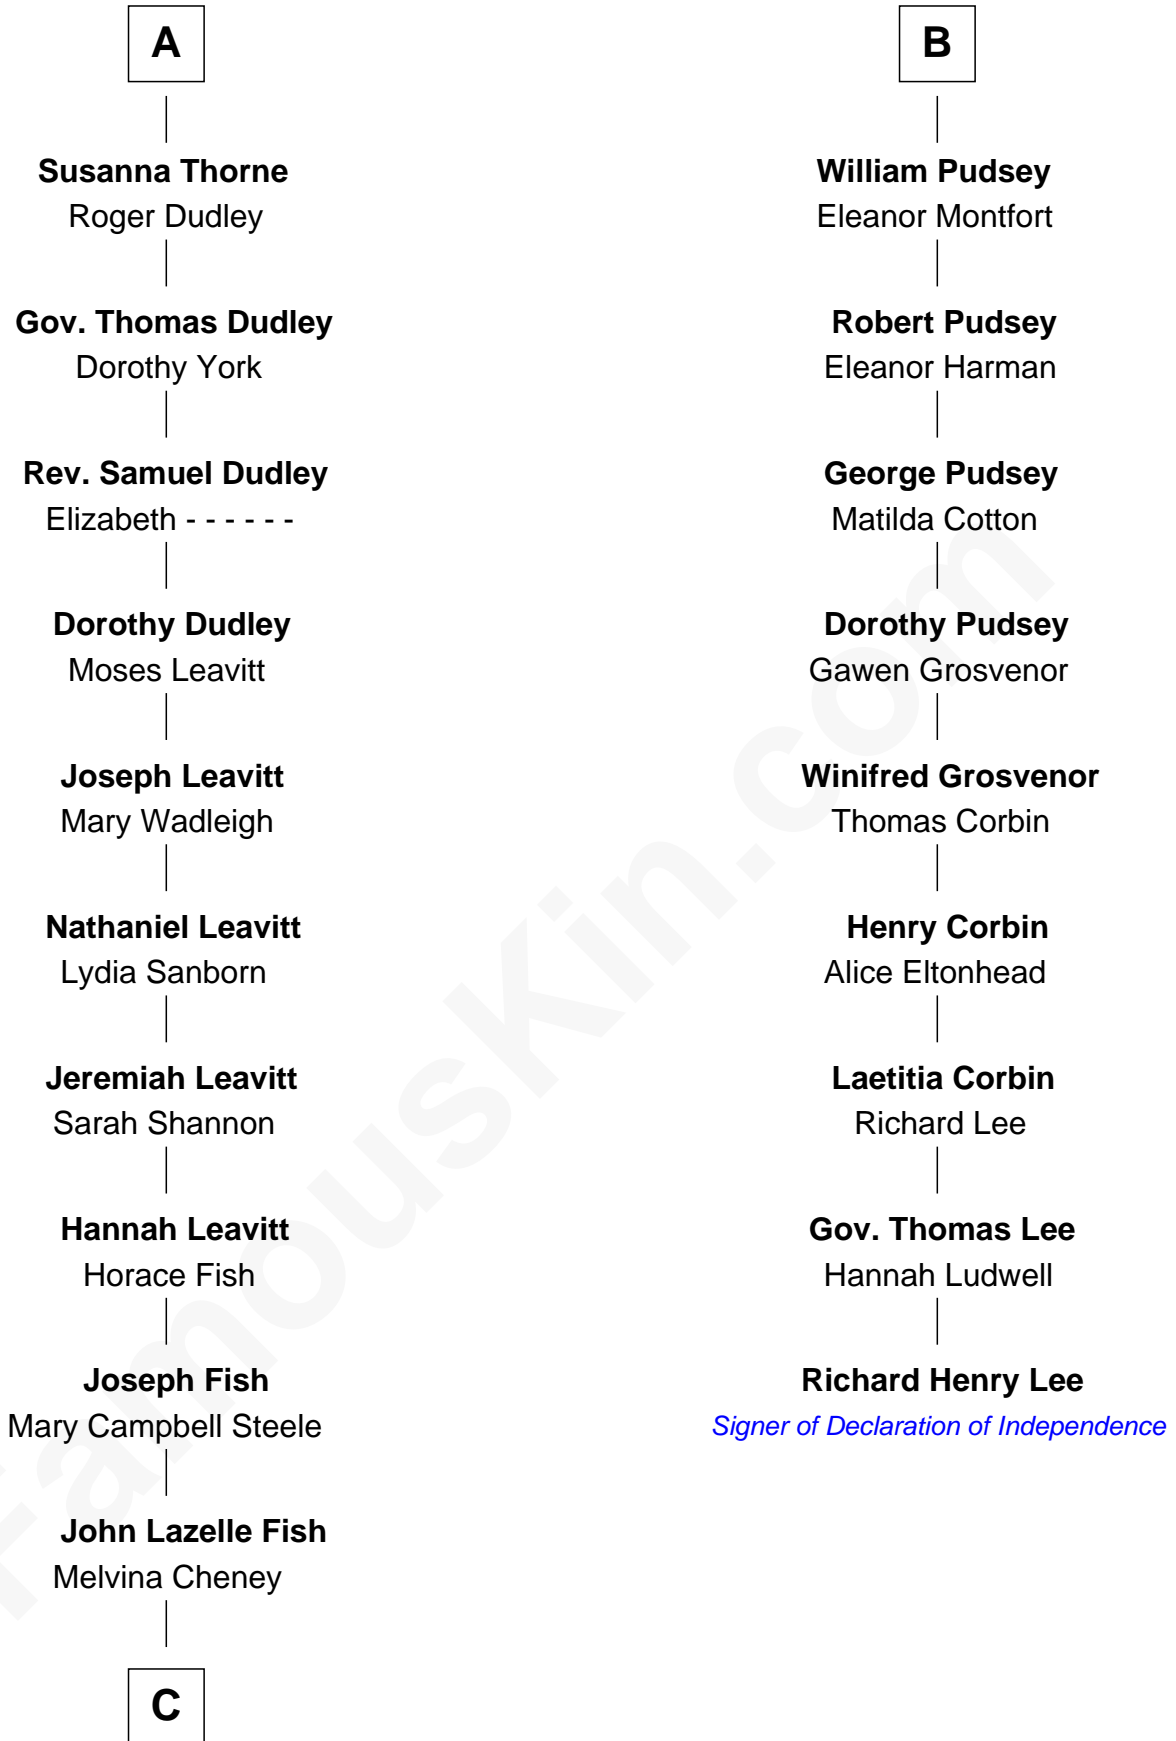 A
Susanna Thorne
Roger Dudley
Gov. Thomas Dudley
Dorothy York
Rev. Samuel Dudley
Elizabeth - - - - - -
Dorothy Dudley
Moses Leavitt
Joseph Leavitt
Mary Wadleigh
Nathaniel Leavitt
Lydia Sanborn
Jeremiah Leavitt
Sarah Shannon
Hannah Leavitt
Horace Fish
Joseph Fish
Mary Campbell Steele
John Lazelle Fish
Melvina Cheney
C
B
William Pudsey
Eleanor Montfort
Robert Pudsey
Eleanor Harman
George Pudsey
Matilda Cotton
Dorothy Pudsey
Gawen Grosvenor
Winifred Grosvenor
Thomas Corbin
Henry Corbin
Alice Eltonhead
Laetitia Corbin
Richard Lee
Gov. Thomas Lee
Hannah Ludwell
Richard Henry Lee
Signer of Declaration of Independence
FamousKin.com